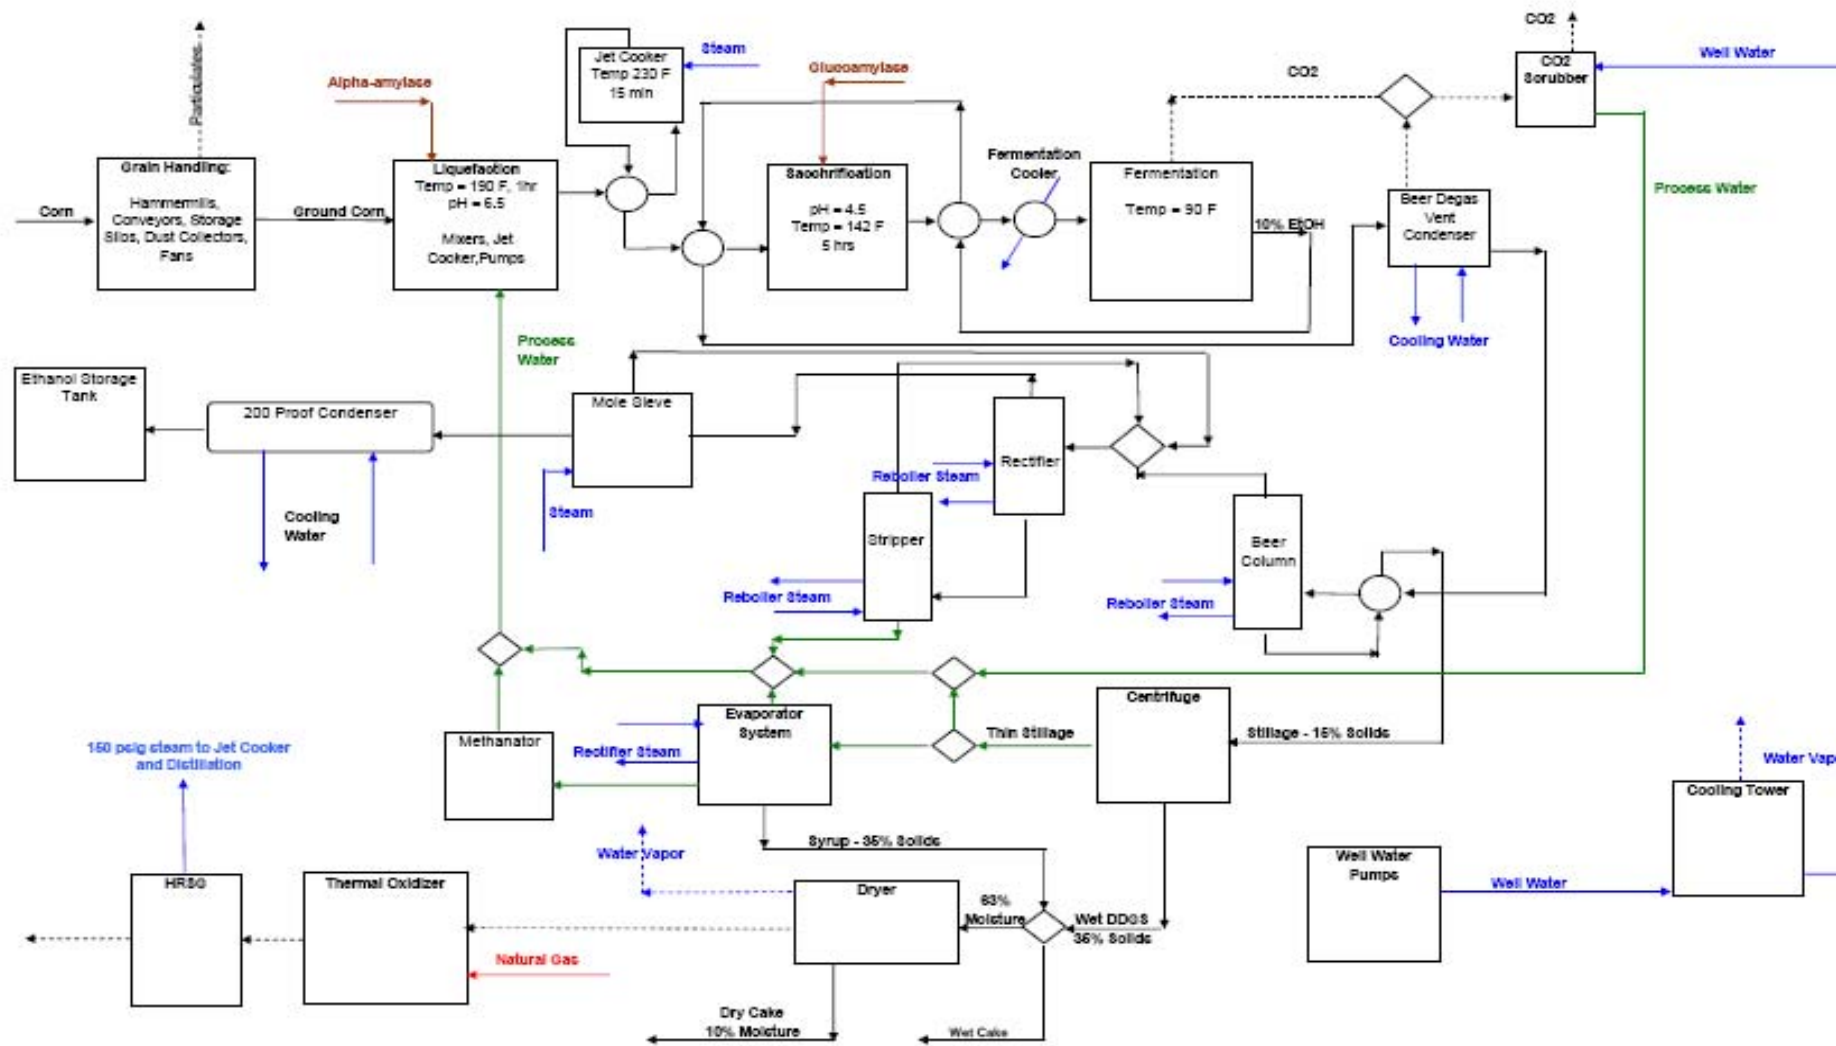 CO2
Particulates
Jet Cooker
Temp 230 F
15 min
Steam
Glucoamylase
CO2
CO2
Scrubber
Well Water
Alpha-amylase
Grain Handling:
Hammermills,
Conveyors, Storage
Silos, Dust Collectors,
Fans
Corn
Ground Corn
Liquefaction
Temp = 190 F, 1hr
pH = 6.5
Mixers, Jet
Cooker,Pumps
Sacchrification
pH = 4.5
Temp = 142 F
5 hrs
Fermentation
Cooler
Fermentation
Temp = 90 F
10% EtOH
Beer Degas
Vent
Condenser
Process Water
Cooling Water
Process
Water
Ethanol Storage
Tank
200 Proof Condenser
Mole Sieve
Rectifier
Reboiler Steam
Cooling
Water
Steam
Stripper
Reboiler Steam
Beer
Column
Reboiler Steam
Centrifuge
Evaporator
System
Thin Stillage
Stillage - 15% Solids
Methanator
Rectifier Steam
150 psig steam to Jet Cooker
and Distillation
Water Vap
Cooling Tower
Syrup - 35% Solids
Water Vapor
Well Water
Pumps
Well Water
HRSG
Thermal Oxidizer
Dryer
63%
Moisture
Wet DDGS
35% Solids
Natural Gas
Dry Cake
10% Moisture
Wet Cake